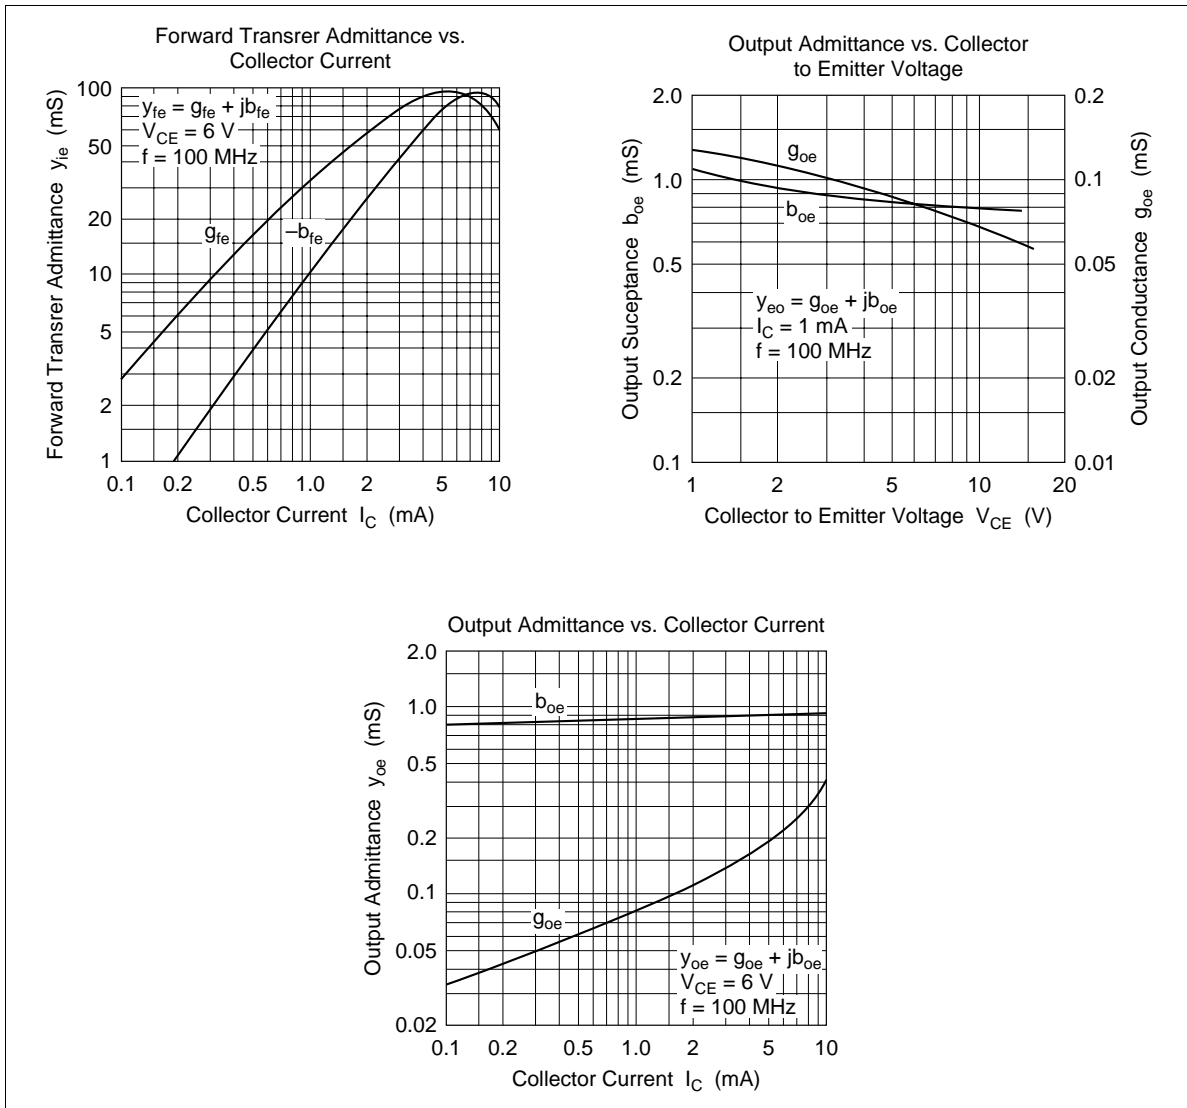 Forward Transrer Admittance vs.
Collector Current
Forward Transrer Admittance y_ie (mS)
100
50
20
10
5
2
1
y_fe = g_fe + jb_fe
V_CE = 6 V
f = 100 MHz
g_fe
–b_fe
0.1 0.2 0.5 1.0 2 5 10
Collector Current I_C (mA)
Output Admittance vs. Collector
to Emitter Voltage
Output Suceptance b_oe (mS)
2.0
1.0
0.5
0.2
0.1
g_oe
b_oe
y_eo = g_oe + jb_oe
I_C = 1 mA
f = 100 MHz
0.2
0.1
0.05
0.02
0.01
Output Conductance g_oe (mS)
1 2 5 10 20
Collector to Emitter Voltage V_CE (V)
Output Admittance vs. Collector Current
Output Admittance y_oe (mS)
2.0
1.0
0.5
0.2
0.1
0.05
0.02
b_oe
g_oe
y_oe = g_oe + jb_oe
V_CE = 6 V
f = 100 MHz
0.1 0.2 0.5 1.0 2 5 10
Collector Current I_C (mA)